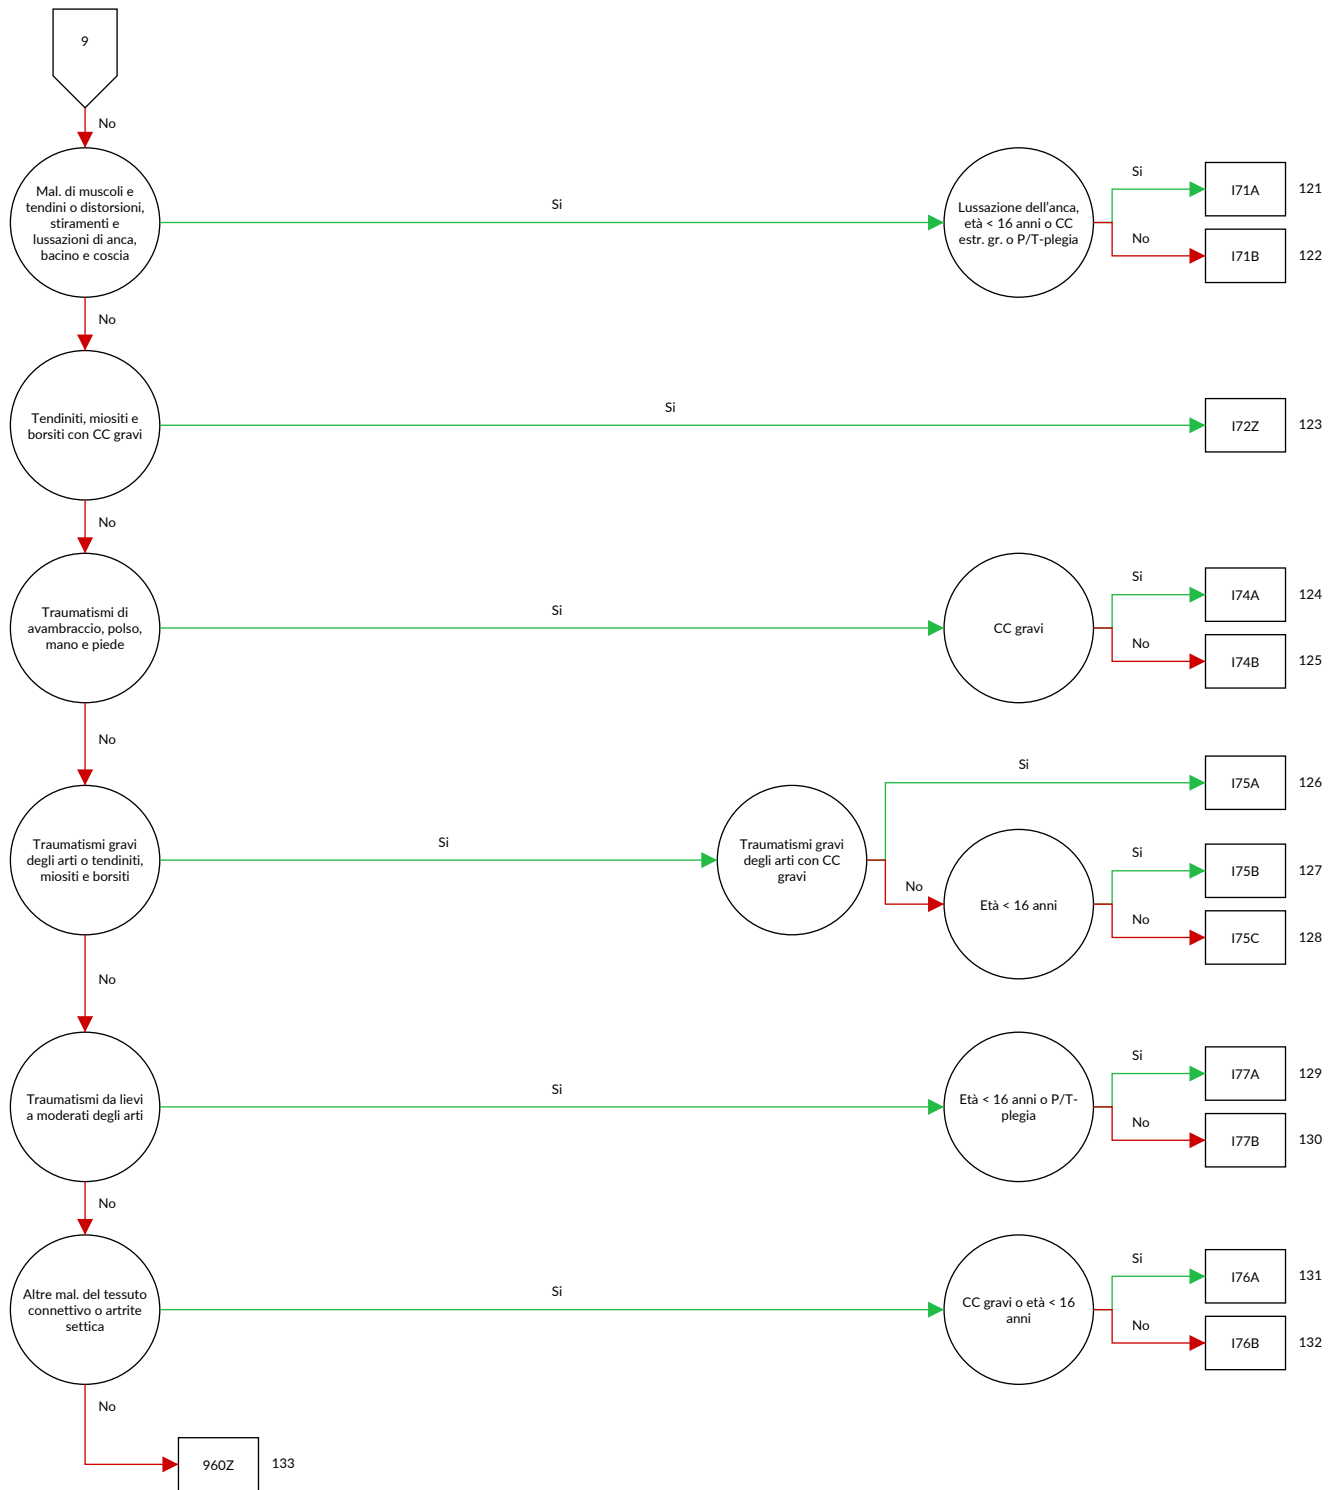 9
No
Mal. di muscoli e
tendini o distorsioni,
stiramenti e
lussazioni di anca,
bacino e coscia
Si
Lussazione dell'anca,
età < 16 anni o CC
estr. gr. o P/T-plegia
Si
I71A
121
No
I71B
122
No
Tendiniti, miositi e
borsiti con CC gravi
Si
I72Z
123
No
Traumatismi di
avambraccio, polso,
mano e piede
Si
CC gravi
Si
I74A
124
No
I74B
125
No
Traumatismi gravi
degli arti o tendiniti,
miositi e borsiti
Si
Traumatismi gravi
degli arti con CC
gravi
Si
I75A
126
No
Età < 16 anni
Si
I75B
127
No
I75C
128
No
Traumatismi da lievi
a moderati degli arti
Si
Età < 16 anni o P/T-
plegia
Si
I77A
129
No
I77B
130
No
Altre mal. del tessuto
connettivo o artrite
settica
Si
CC gravi o età < 16
anni
Si
I76A
131
No
I76B
132
No
960Z
133